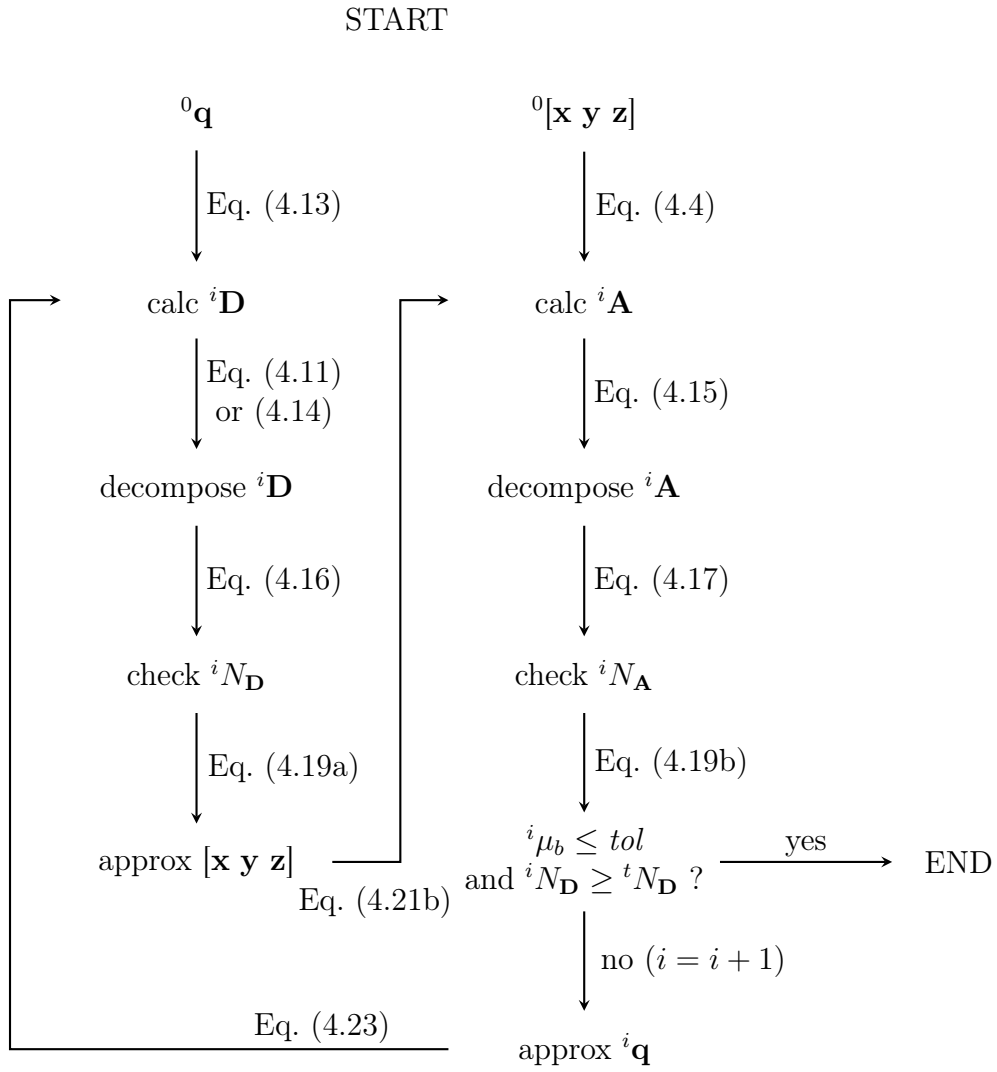 START
⁰q
⁰[x y z]
Eq. (4.13)
Eq. (4.4)
calc ⁱD
calc ⁱA
Eq. (4.11)
or (4.14)
Eq. (4.15)
decompose ⁱD
decompose ⁱA
Eq. (4.16)
Eq. (4.17)
check ⁱN_D
check ⁱN_A
Eq. (4.19a)
Eq. (4.19b)
approx [x y z]
Eq. (4.21b)
ⁱμ_b ≤ tol
and ⁱN_D ≥ ᵗN_D ?
yes
END
no (i = i + 1)
Eq. (4.23)
approx ⁱq